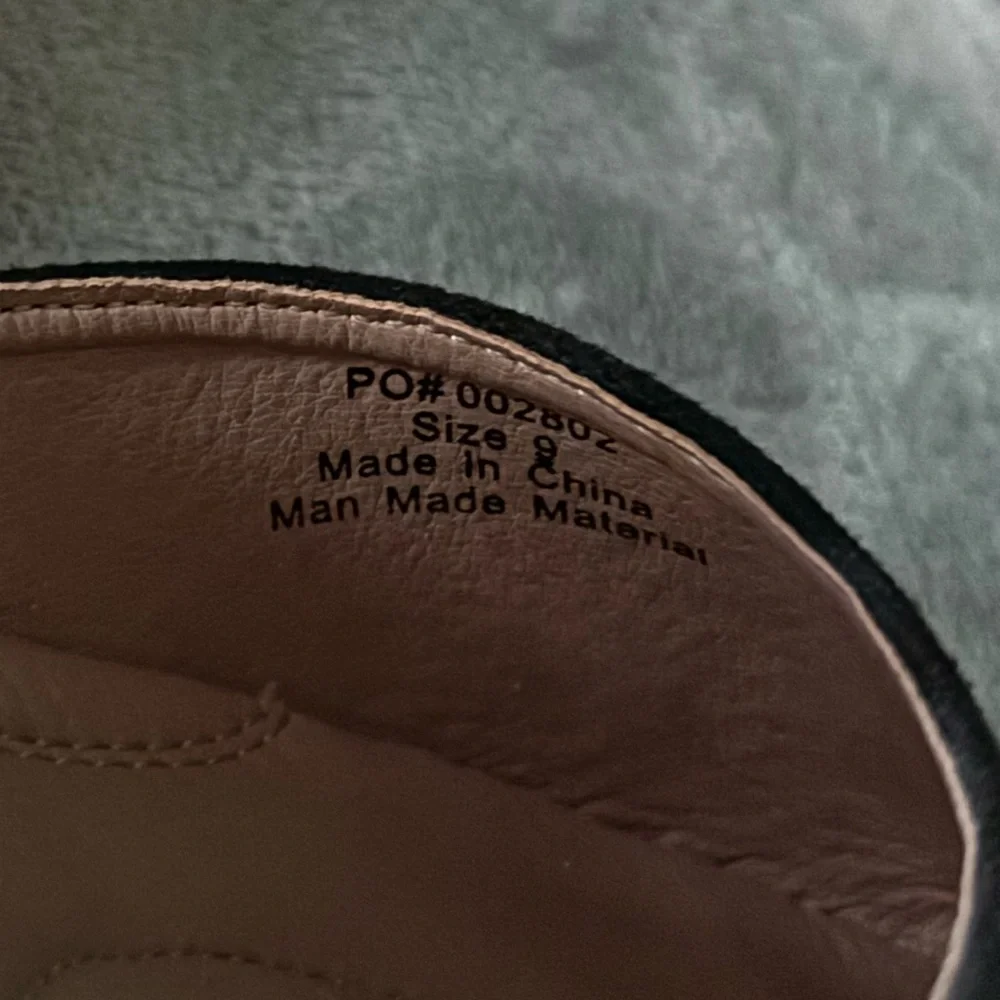 PO# 002802
Size 9
Made In China
Man Made Material